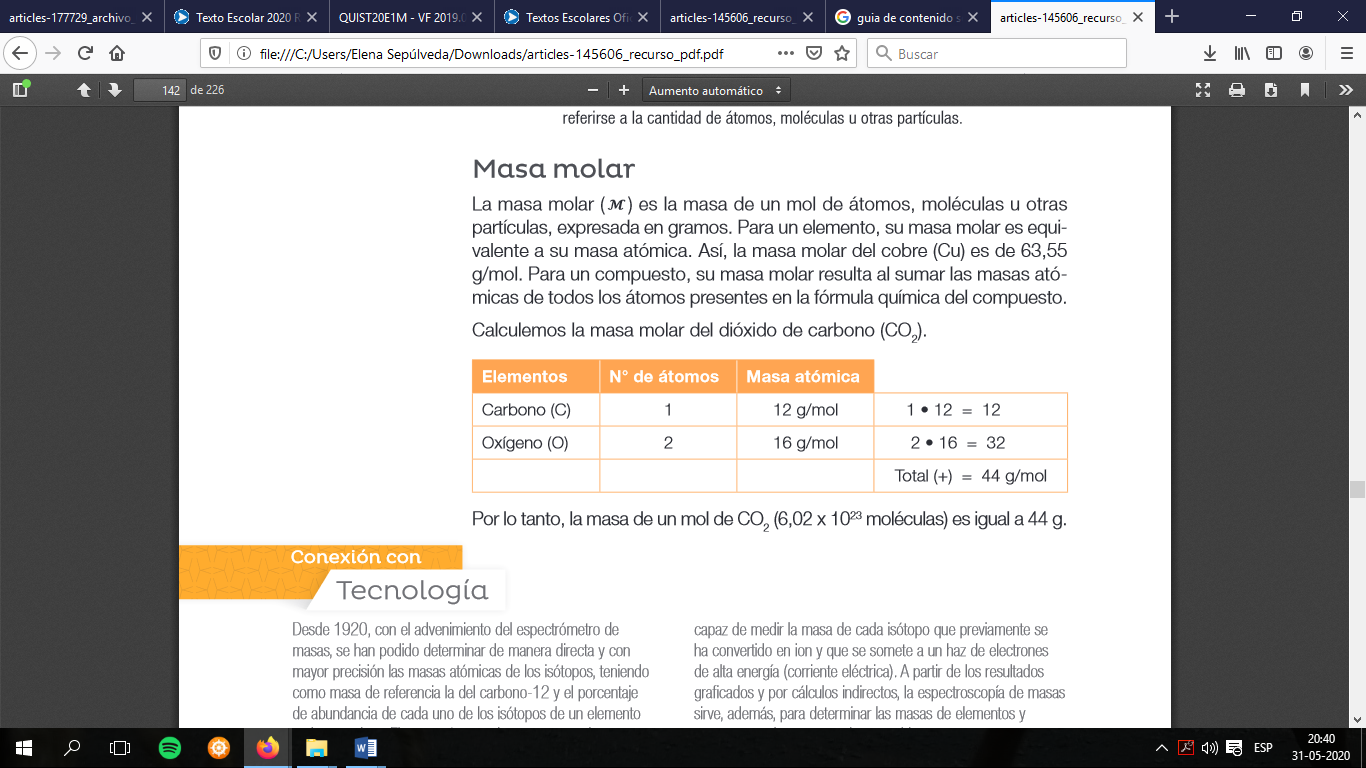 articles-177729_archivo_
Texto Escolar 2020 R
QUIST20E1M - VF 2019.0
Textos Escolares Ofi
articles-145606_recurso_
guia de contenido s
articles-145606_recurso_
file:///C:/Users/Elena Sepúlveda/Downloads/articles-145606_recurso_pdf.pdf
Buscar
142 de 226
Aumento automático
referirse a la cantidad de átomos, moléculas u otras partículas.
Masa molar
La masa molar (ℳ) es la masa de un mol de átomos, moléculas u otras
partículas, expresada en gramos. Para un elemento, su masa molar es equi-
valente a su masa atómica. Así, la masa molar del cobre (Cu) es de 63,55
g/mol. Para un compuesto, su masa molar resulta al sumar las masas ató-
micas de todos los átomos presentes en la fórmula química del compuesto.
Calculemos la masa molar del dióxido de carbono (CO₂).
Elementos N° de átomos Masa atómica
Carbono (C) 1 12 g/mol 1 • 12 = 12
Oxígeno (O) 2 16 g/mol 2 • 16 = 32
Total (+) = 44 g/mol
Por lo tanto, la masa de un mol de CO₂ (6,02 x 10²³ moléculas) es igual a 44 g.
Conexión con
Tecnología
Desde 1920, con el advenimiento del espectrómetro de
masas, se han podido determinar de manera directa y con
mayor precisión las masas atómicas de los isótopos, teniendo
como masa de referencia la del carbono-12 y el porcentaje
de abundancia de cada uno de los isótopos de un elemento
capaz de medir la masa de cada isótopo que previamente se
ha convertido en ion y que se somete a un haz de electrones
de alta energía (corriente eléctrica). A partir de los resultados
graficados y por cálculos indirectos, la espectroscopía de masas
sirve, además, para determinar las masas de elementos y
ESP
20:40
31-05-2020